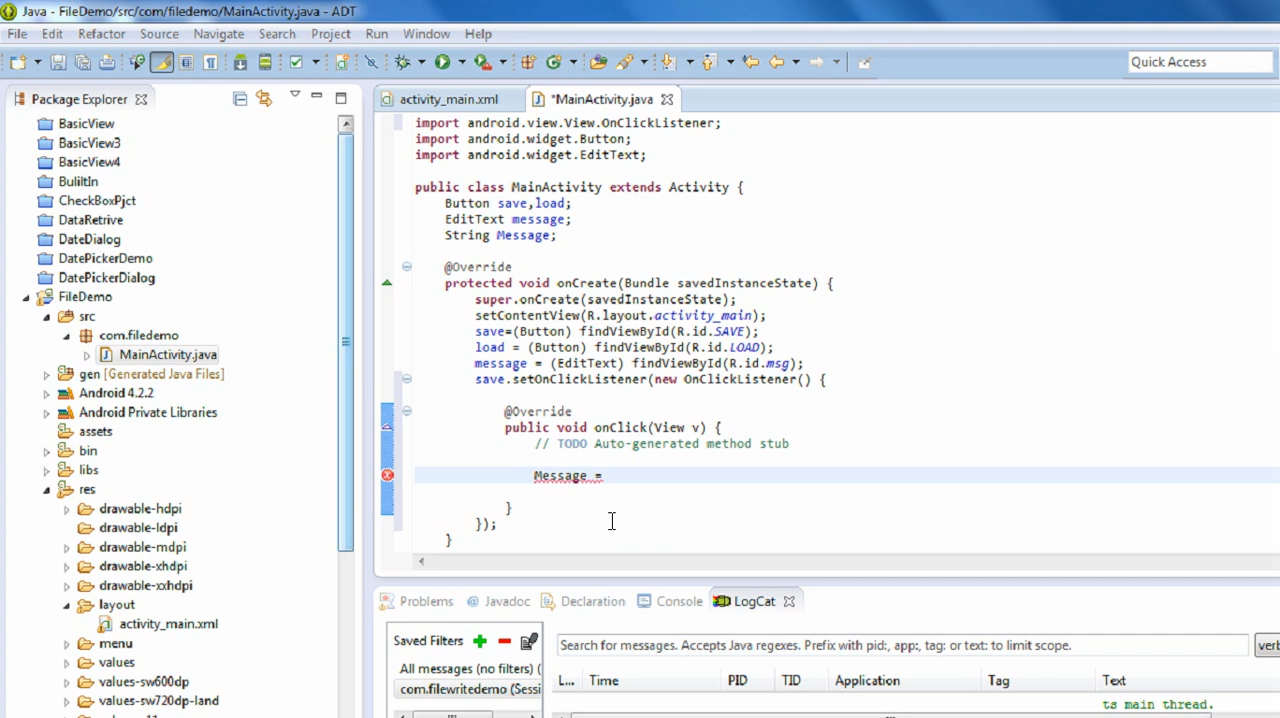 Java - FileDemo/src/com/filedemo/MainActivity.java - ADT
File Edit Refactor Source Navigate Search Project Run Window Help
Quick Access
Package Explorer
BasicView
BasicView3
BasicView4
BuiltIn
CheckBoxPjct
DataRetrive
DateDialog
DatePickerDemo
DatePickerDialog
FileDemo
src
com.filedemo
MainActivity.java
gen [Generated Java Files]
Android 4.2.2
Android Private Libraries
assets
bin
libs
res
drawable-hdpi
drawable-ldpi
drawable-mdpi
drawable-xhdpi
drawable-xxhdpi
layout
activity_main.xml
menu
values
values-sw600dp
values-sw720dp-land
activity_main.xml *MainActivity.java
import android.view.View.OnClickListener;
import android.widget.Button;
import android.widget.EditText;
public class MainActivity extends Activity {
Button save,load;
EditText message;
String Message;
@Override
protected void onCreate(Bundle savedInstanceState) {
super.onCreate(savedInstanceState);
setContentView(R.layout.activity_main);
save=(Button) findViewById(R.id.SAVE);
load = (Button) findViewById(R.id.LOAD);
message = (EditText) findViewById(R.id.msg);
save.setOnClickListener(new OnClickListener() {
@Override
public void onClick(View v) {
// TODO Auto-generated method stub
Message =
}
});
}
Problems Javadoc Declaration Console LogCat
Saved Filters
All messages (no filters) (
com.filewritedemo (Sessi
Search for messages. Accepts Java regexes. Prefix with pid:, app:, tag: or text: to limit scope.
verb
L... Time PID TID Application Tag Text
ts main thread.